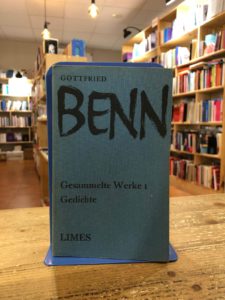 GOTTFRIED
BENN
Gesammelte Werke 1
Gedichte
LIMES